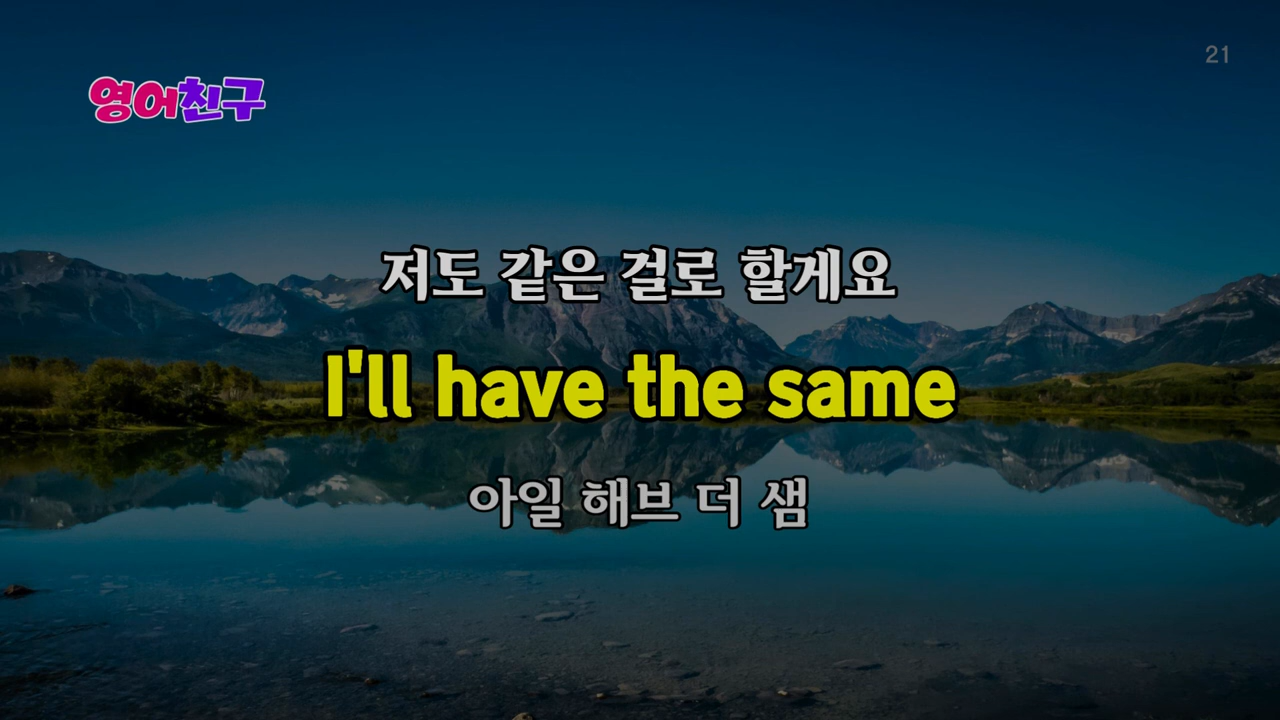 21
영어친구
저도 같은 걸로 할게요
I'll have the same
아일 해브 더 샘